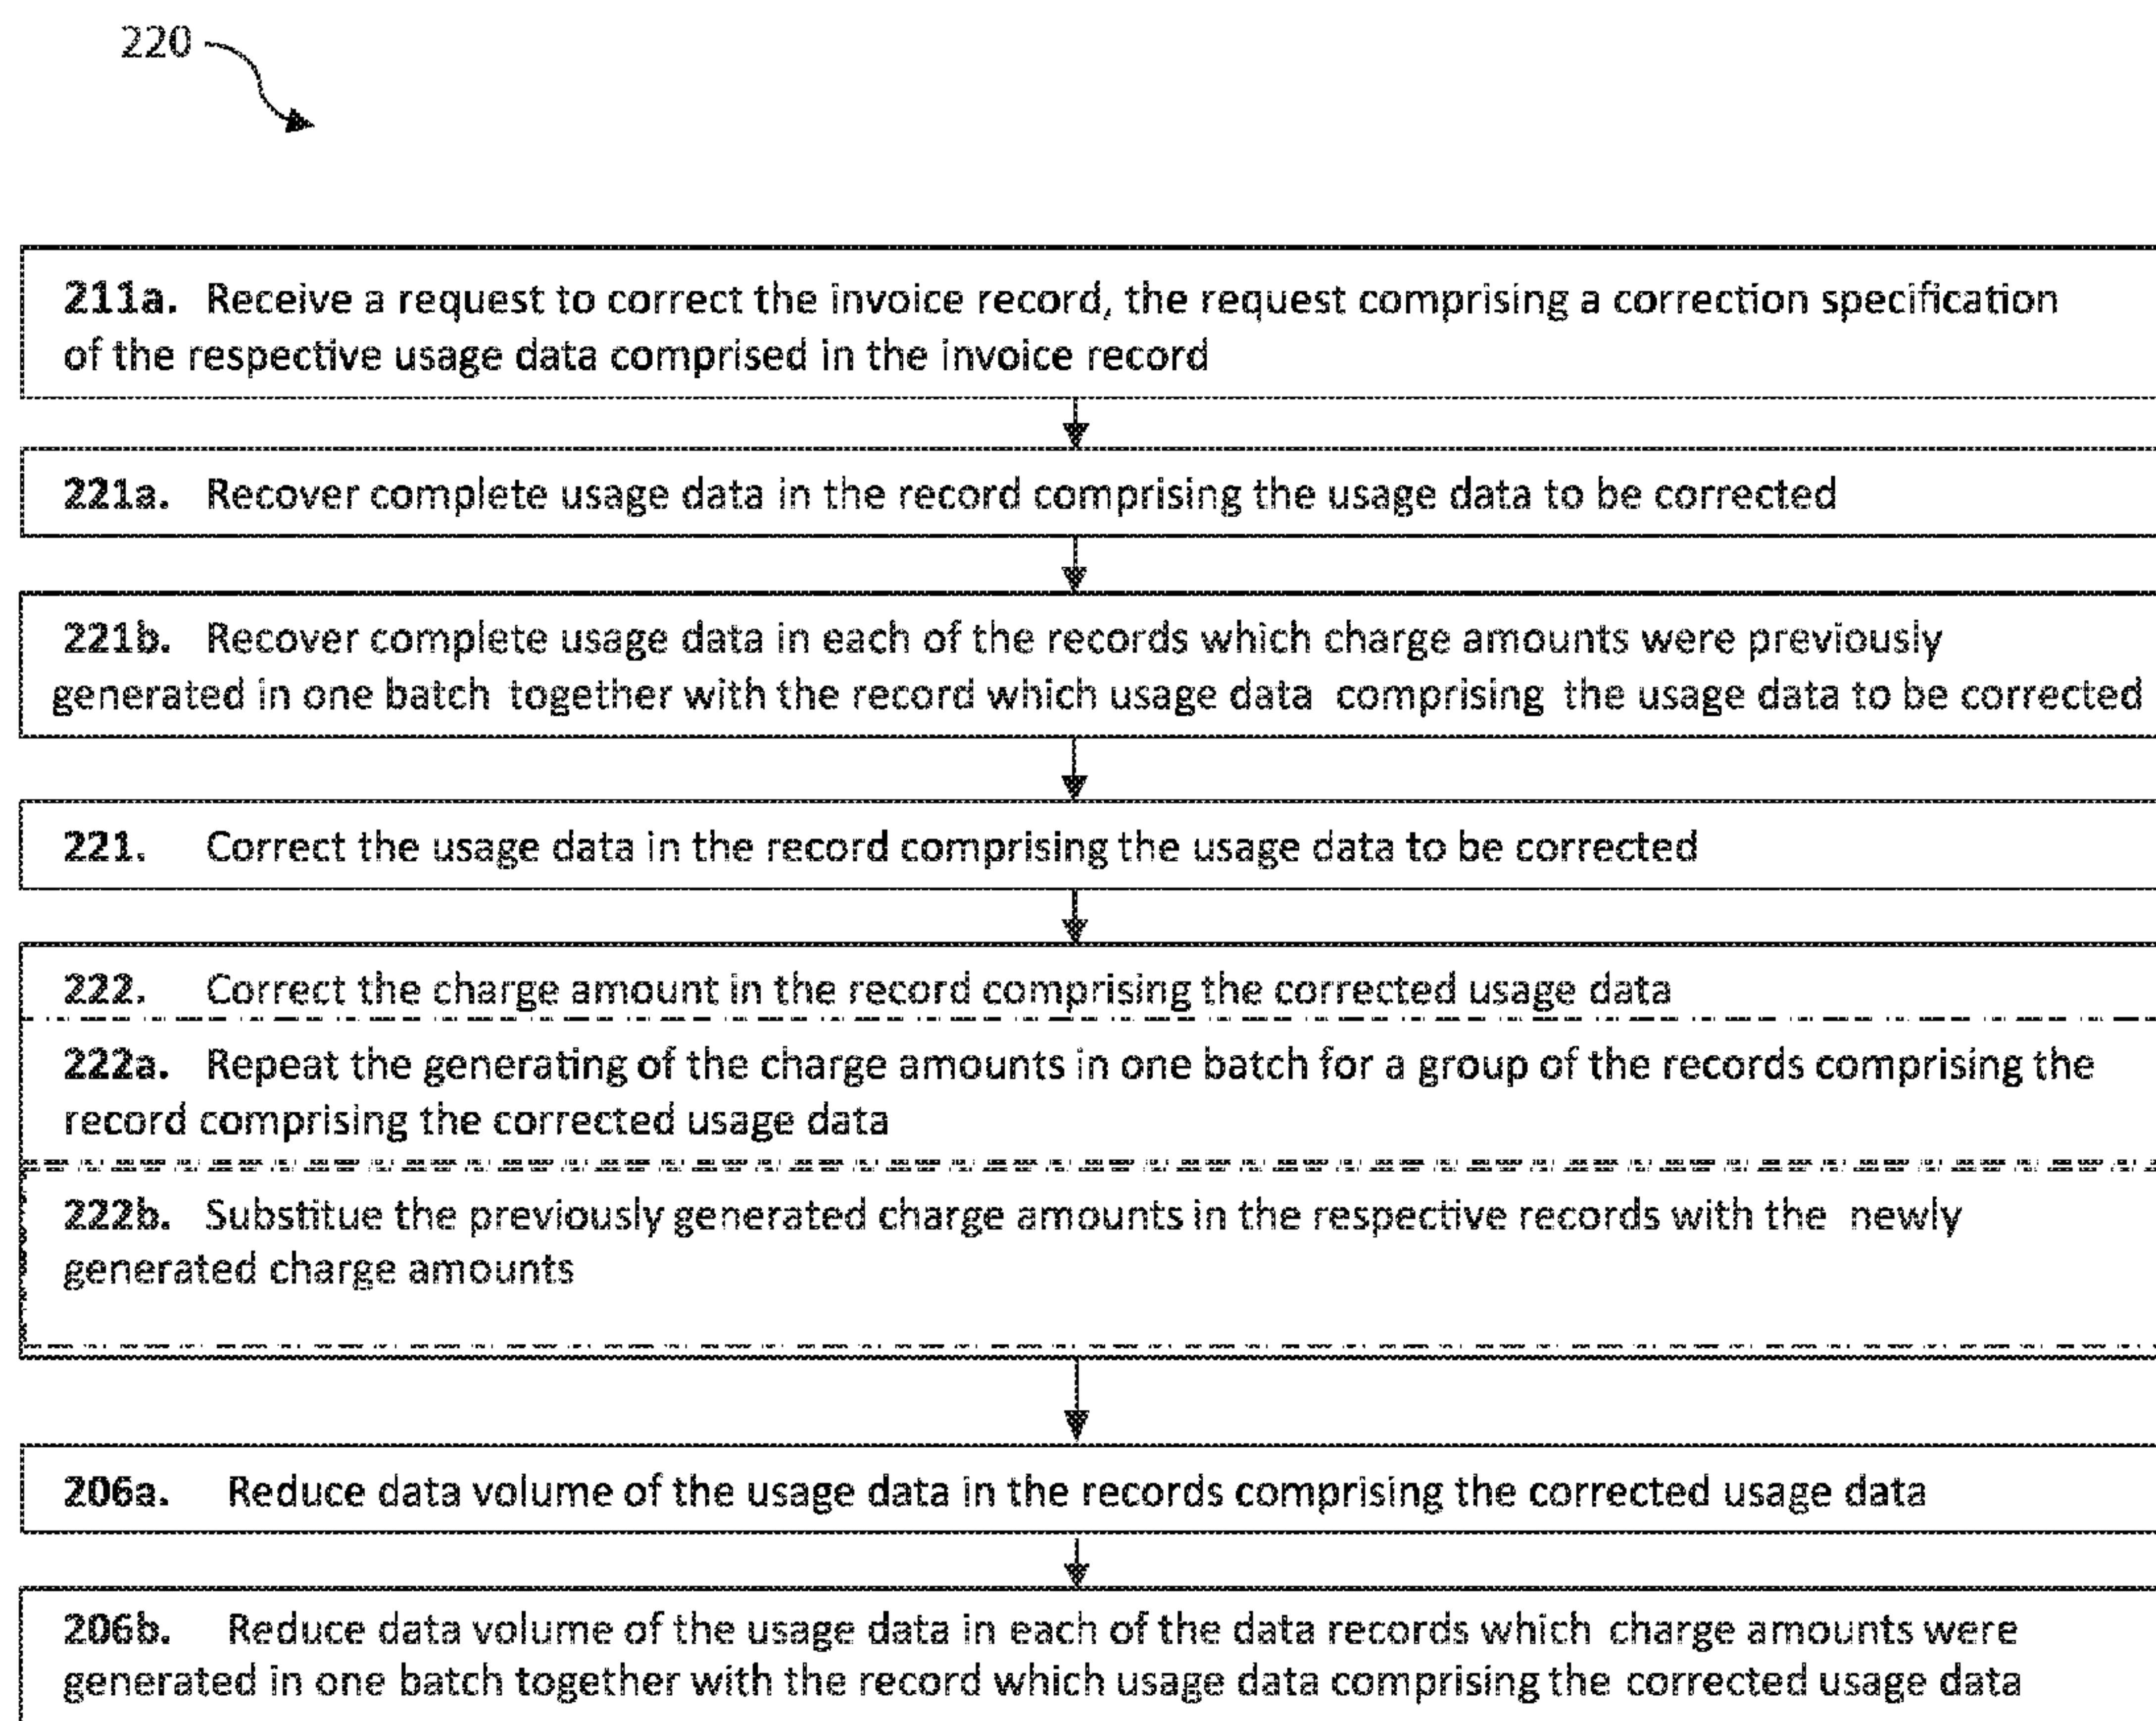 220
211a. Receive a request to correct the invoice record, the request comprising a correction specification
of the respective usage data comprised in the invoice record
221a. Recover complete usage data in the record comprising the usage data to be corrected
221b. Recover complete usage data in each of the records which charge amounts were previously
generated in one batch together with the record which usage data comprising the usage data to be corrected
221. Correct the usage data in the record comprising the usage data to be corrected
222. Correct the charge amount in the record comprising the corrected usage data
222a. Repeat the generating of the charge amounts in one batch for a group of the records comprising the
record comprising the corrected usage data
222b. Substitue the previously generated charge amounts in the respective records with the newly
generated charge amounts
206a. Reduce data volume of the usage data in the records comprising the corrected usage data
206b. Reduce data volume of the usage data in each of the data records which charge amounts were
generated in one batch together with the record which usage data comprising the corrected usage data